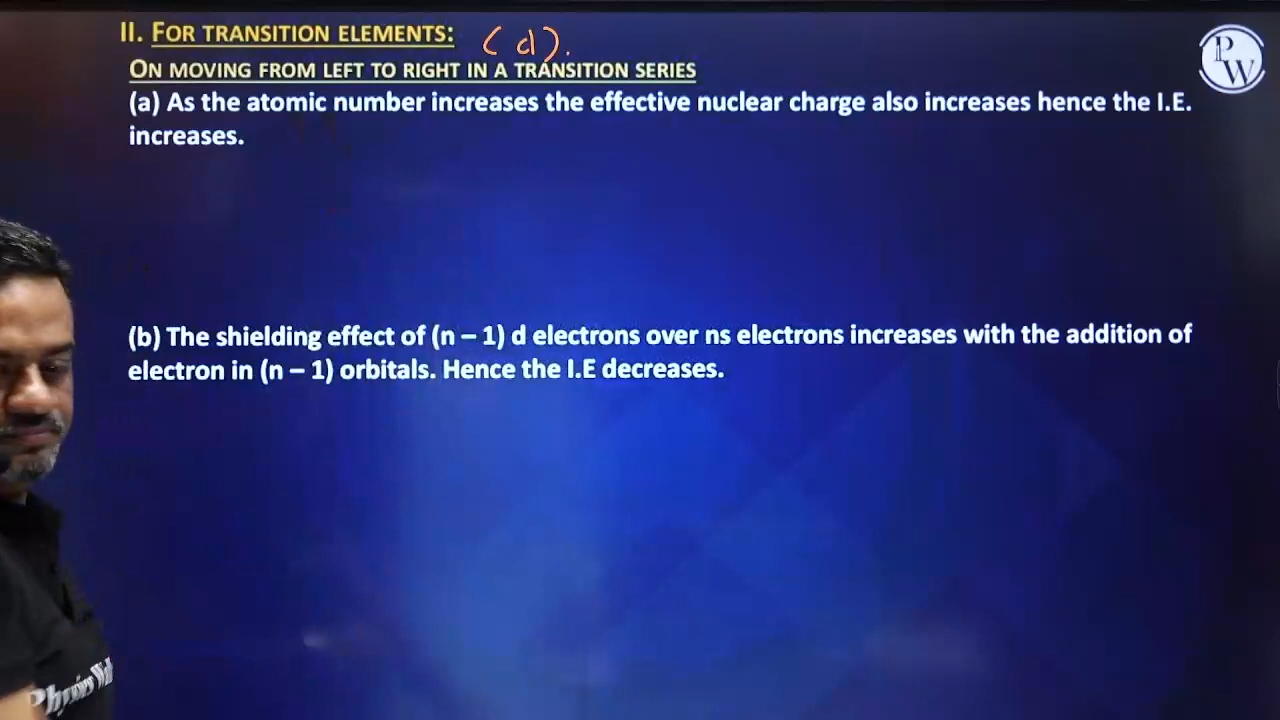 II. FOR TRANSITION ELEMENTS: (d).
ON MOVING FROM LEFT TO RIGHT IN A TRANSITION SERIES
(a) As the atomic number increases the effective nuclear charge also increases hence the I.E.
increases.
(b) The shielding effect of (n – 1) d electrons over ns electrons increases with the addition of
electron in (n – 1) orbitals. Hence the I.E decreases.
PW
Physics Wall